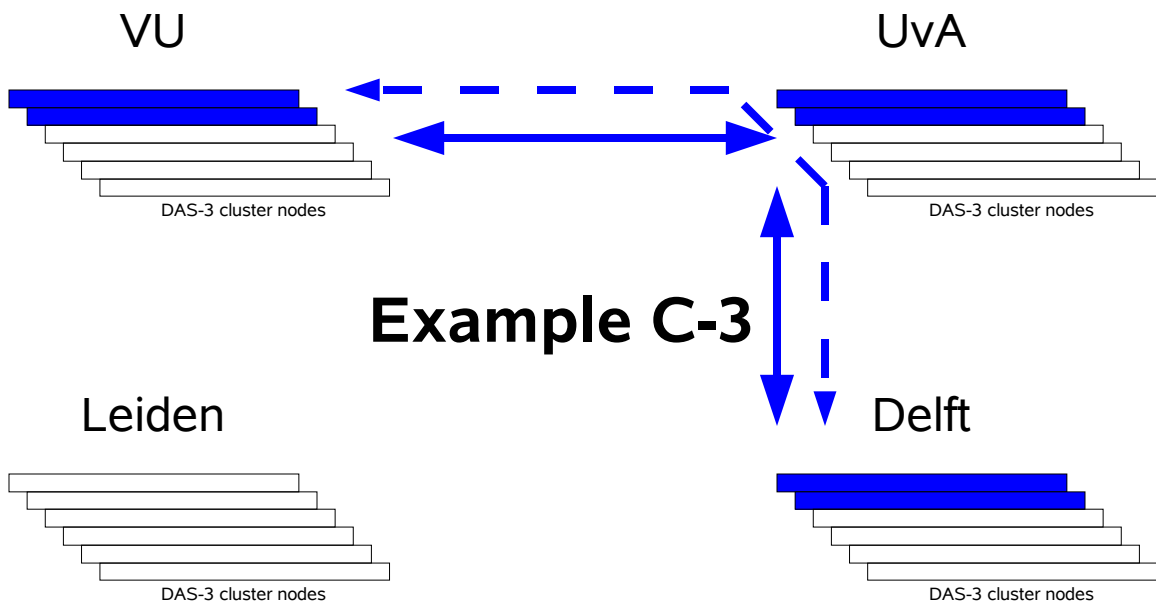 VU
UvA
DAS-3 cluster nodes
DAS-3 cluster nodes
Example C-3
Leiden
Delft
DAS-3 cluster nodes
DAS-3 cluster nodes